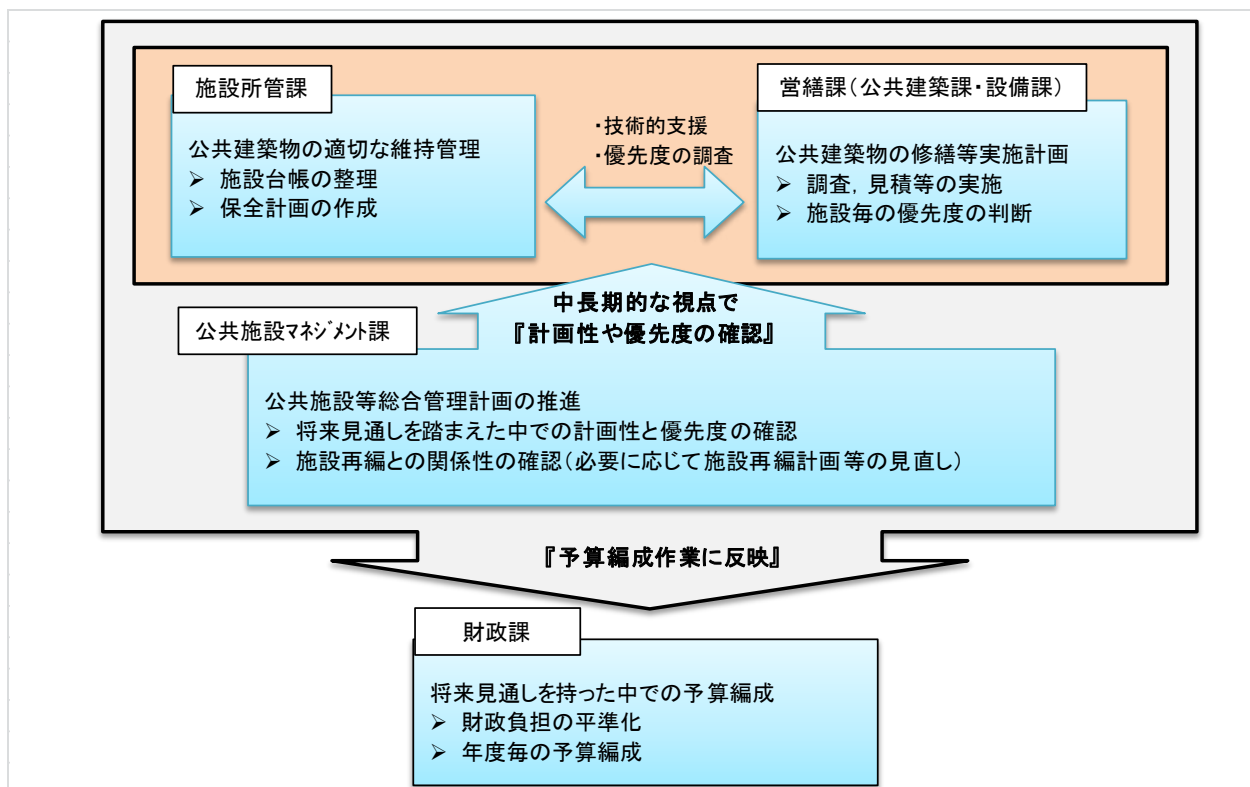 施設所管課
公共建築物の適切な維持管理
➢ 施設台帳の整理
➢ 保全計画の作成
・技術的支援
・優先度の調査
営繕課(公共建築課・設備課)
公共建築物の修繕等実施計画
➢ 調査，見積等の実施
➢ 施設毎の優先度の判断
中長期的な視点で
『計画性や優先度の確認』
公共施設ﾏﾈｼﾞﾒﾝﾄ課
公共施設等総合管理計画の推進
➢ 将来見通しを踏まえた中での計画性と優先度の確認
➢ 施設再編との関係性の確認(必要に応じて施設再編計画等の見直し)
『予算編成作業に反映』
財政課
将来見通しを持った中での予算編成
➢ 財政負担の平準化
➢ 年度毎の予算編成